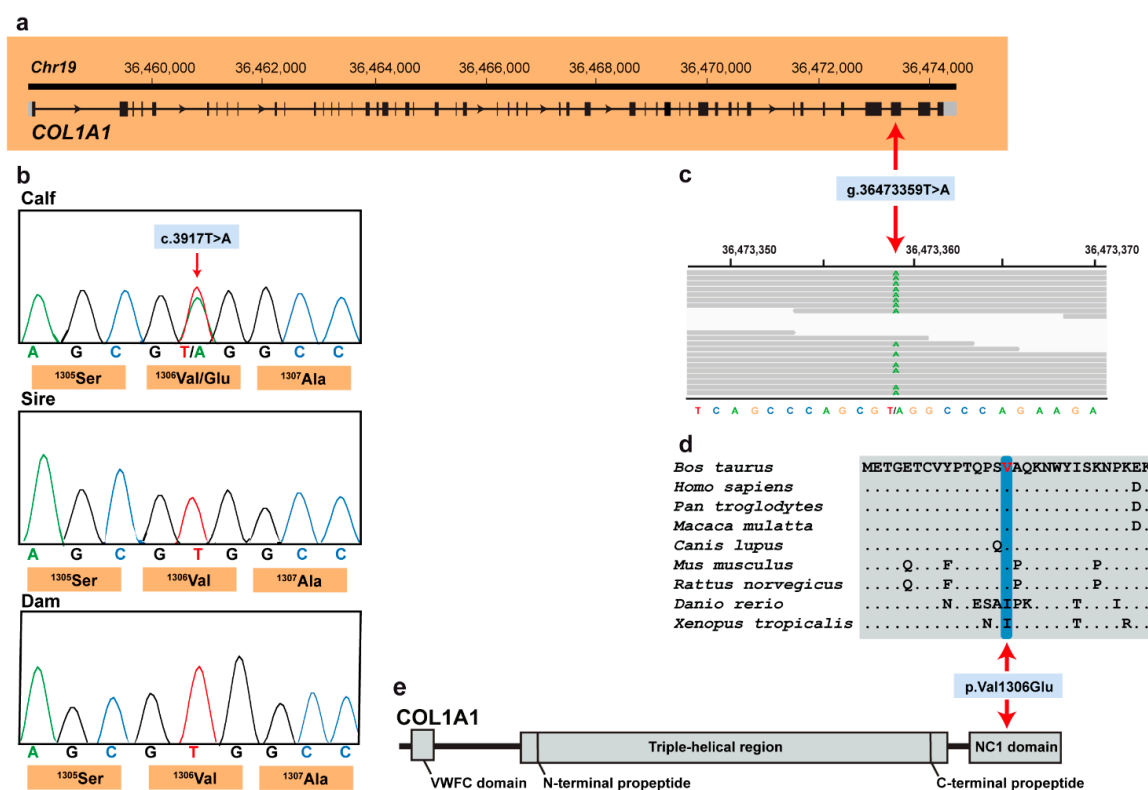 a
Chr19
36,460,000 36,462,000 36,464,000 36,466,000 36,468,000 36,470,000 36,472,000 36,474,000
COL1A1
b
Calf
c.3917T>A
A G C G T/A G G C C
1305Ser 1306Val/Glu 1307Ala
Sire
A G C G T G G C C
1305Ser 1306Val 1307Ala
Dam
A G C G T G G C C
1305Ser 1306Val 1307Ala
c
g.36473359T>A
36,473,350 36,473,360 36,473,370
A
A
A
A
A
A
A
A
A
A
A
A
A
T C A G C C C A G C G T/A G G C C C A G A A G A
d
Bos taurus METGETCVYPTQPSVAQKNWYISKNPKEK
Homo sapiens ...........................D.
Pan troglodytes ...........................D.
Macaca mulatta ...........................D.
Canis lupus ............Q................
Mus musculus ....Q..F......P.......P......
Rattus norvegicus ....Q..F......P.......P......
Danio rerio .......N..ESAIPK....T...I....
Xenopus tropicalis ............N.I......T....R..
p.Val1306Glu
e
COL1A1
Triple-helical region
NC1 domain
VWFC domain
N-terminal propeptide
C-terminal propeptide